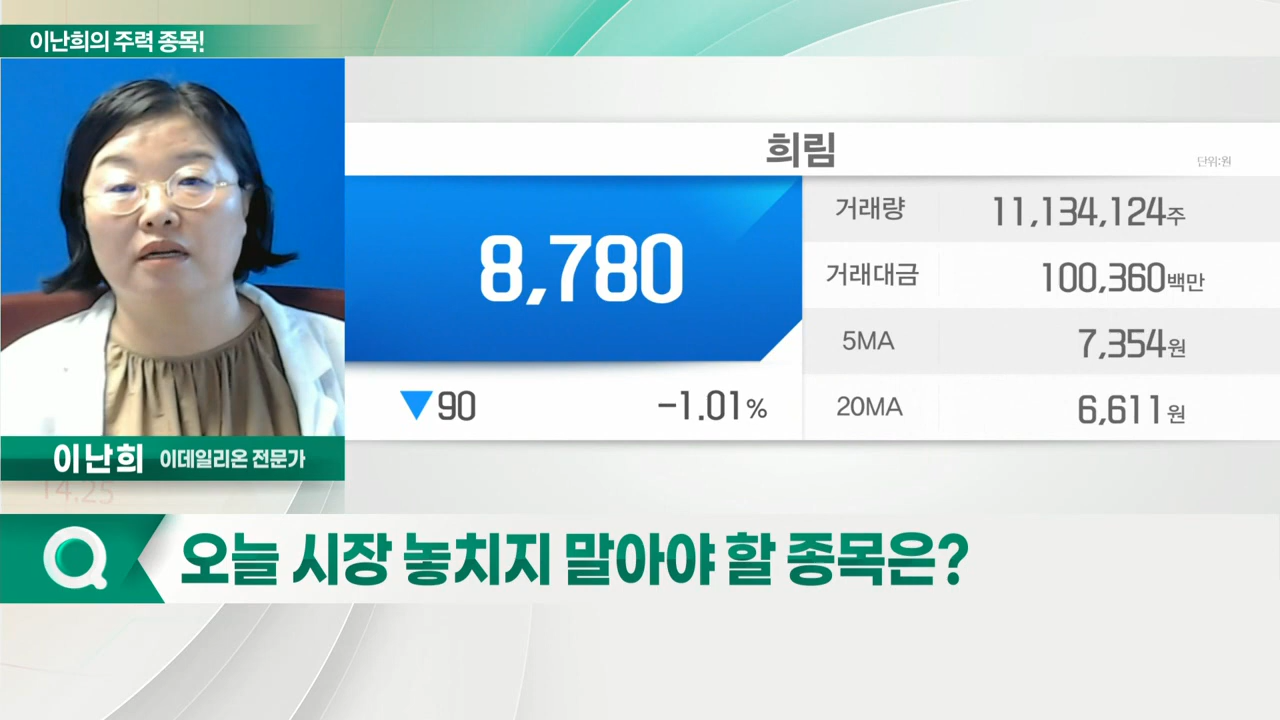 이난희의 주력 종목!
희림
단위:원
8,780
▼90 -1.01%
거래량 11,134,124주
거래대금 100,360백만
5MA 7,354원
20MA 6,611원
이난희 이데일리온 전문가
14.25
오늘 시장 놓치지 말아야 할 종목은?